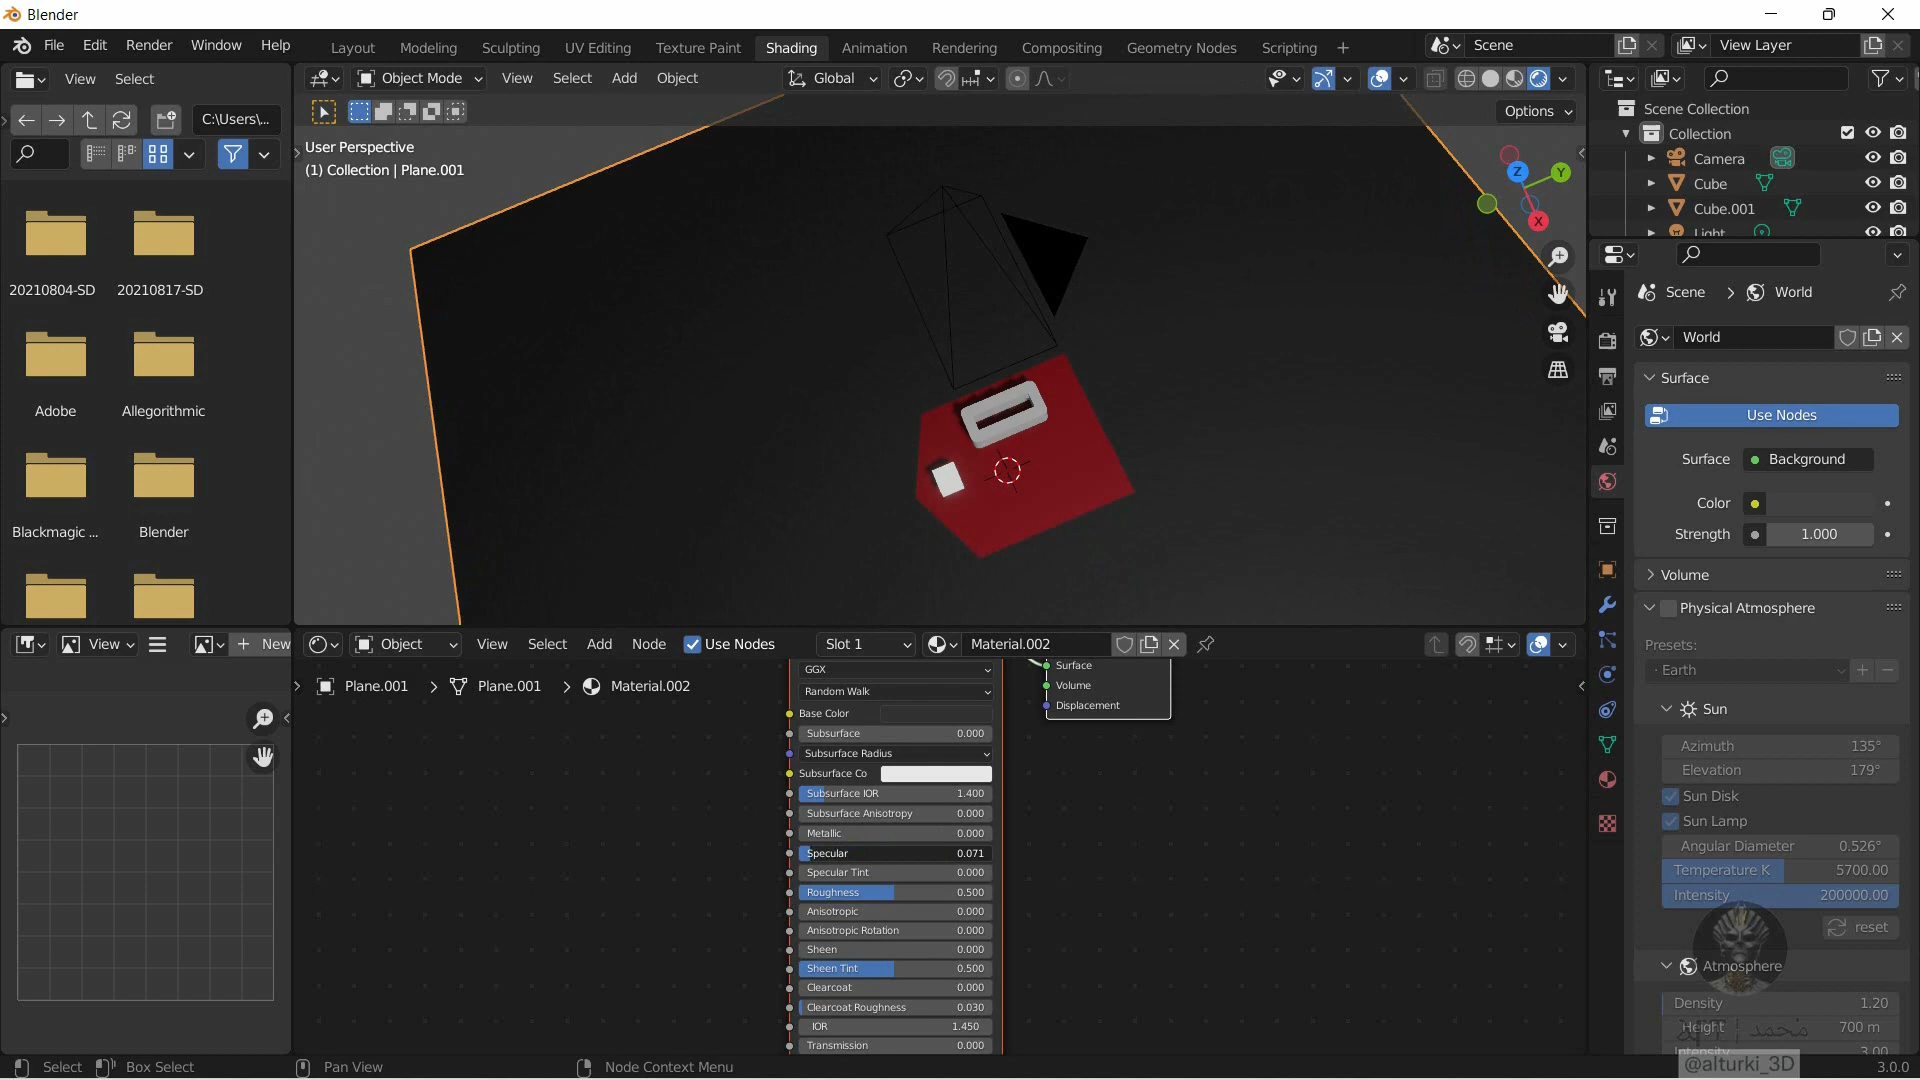 Blender
File Edit Render Window Help
Layout Modeling Sculpting UV Editing Texture Paint Shading Animation Rendering Compositing Geometry Nodes Scripting +
Scene
View Layer
View Select
Object Mode View Select Add Object
Global
C:\Users\...
Options
User Perspective
(1) Collection | Plane.001
Z
Y
X
Scene Collection
Collection
Camera
Cube
Cube.001
Light
20210804-SD 20210817-SD
Adobe Allegorithmic
Blackmagic ... Blender
Scene > World
World
Surface
Use Nodes
Surface Background
Color
Strength 1.000
Volume
Physical Atmosphere
Presets:
Earth
Sun
Azimuth 135°
Elevation 179°
Sun Disk
Sun Lamp
Angular Diameter 0.526°
Temperature K 5700.00
Intensity 200000.00
reset
Atmosphere
Density 1.20
Height 700 m
Intensity 3.00
View
+ New
Object View Select Add Node Use Nodes
Slot 1
Material.002
Plane.001 > Plane.001 > Material.002
GGX
Random Walk
Base Color
Subsurface 0.000
Subsurface Radius
Subsurface Co
Subsurface IOR 1.400
Subsurface Anisotropy 0.000
Metallic 0.000
Specular 0.071
Specular Tint 0.000
Roughness 0.500
Anisotropic 0.000
Anisotropic Rotation 0.000
Sheen 0.000
Sheen Tint 0.500
Clearcoat 0.000
Clearcoat Roughness 0.030
IOR 1.450
Transmission 0.000
Surface
Volume
Displacement
Select Box Select Pan View Node Context Menu
3.0.0
@alturki_3D